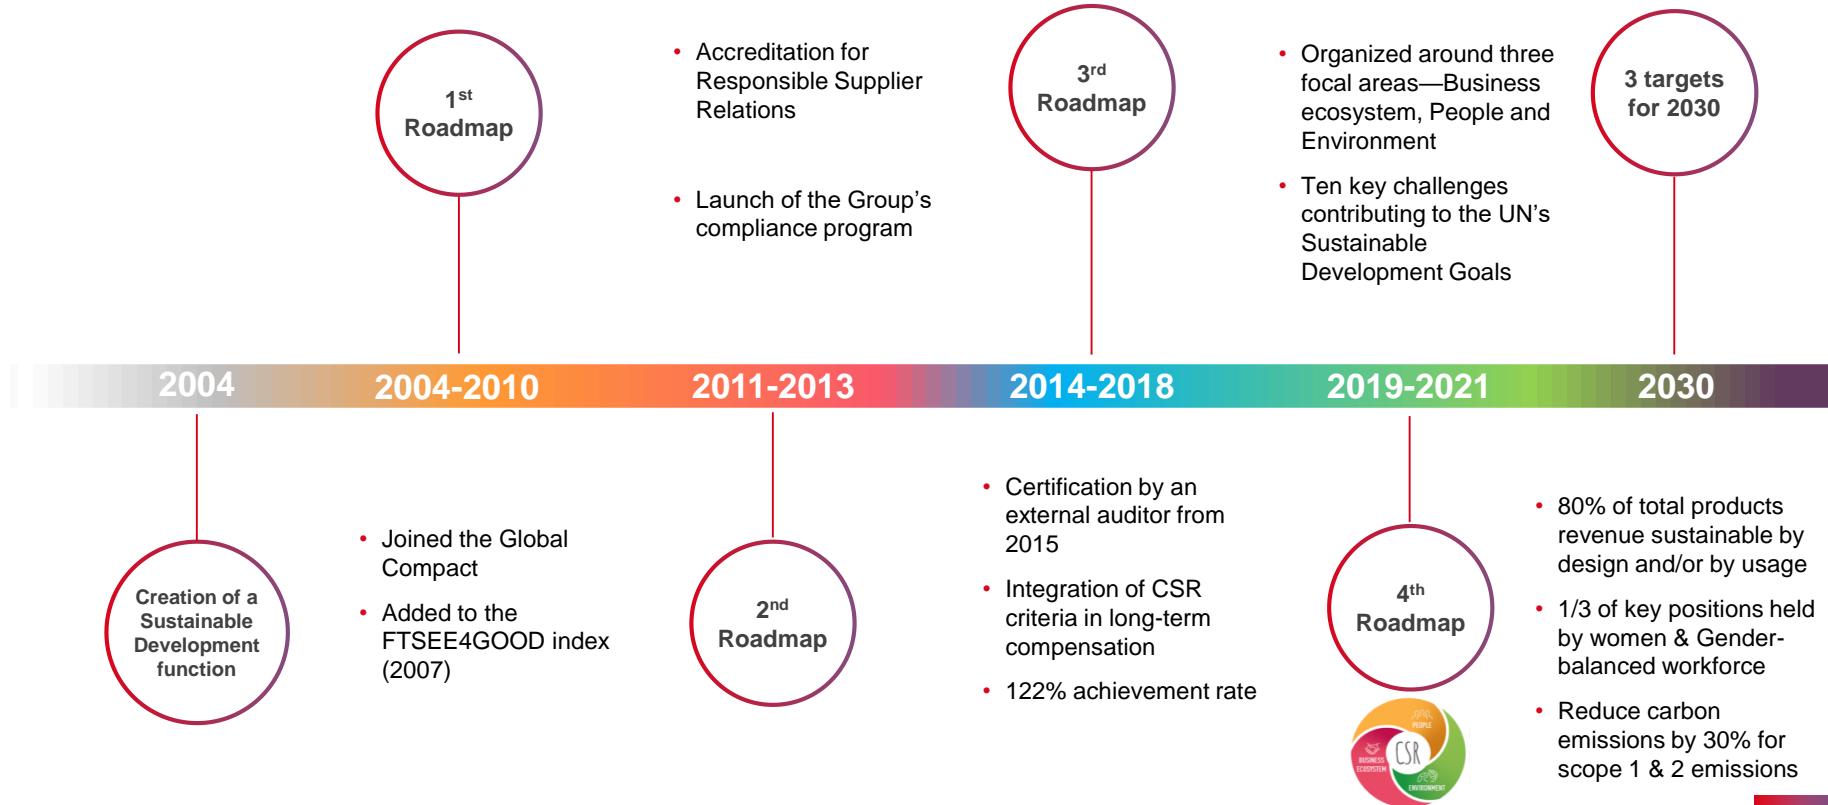 1st
Roadmap
• Accreditation for
Responsible Supplier
Relations
• Launch of the Group’s
compliance program
3rd
Roadmap
• Organized around three
focal areas—Business
ecosystem, People and
Environment
• Ten key challenges
contributing to the UN’s
Sustainable
Development Goals
3 targets
for 2030
2004
2004-2010
2011-2013
2014-2018
2019-2021
2030
Creation of a
Sustainable
Development
function
• Joined the Global
Compact
• Added to the
FTSEE4GOOD index
(2007)
2nd
Roadmap
• Certification by an
external auditor from
2015
• Integration of CSR
criteria in long-term
compensation
• 122% achievement rate
4th
Roadmap
PEOPLE
BUSINESS
ECOSYSTEM
CSR
ENVIRONMENT
• 80% of total products
revenue sustainable by
design and/or by usage
• 1/3 of key positions held
by women & Gender-
balanced workforce
• Reduce carbon
emissions by 30% for
scope 1 & 2 emissions